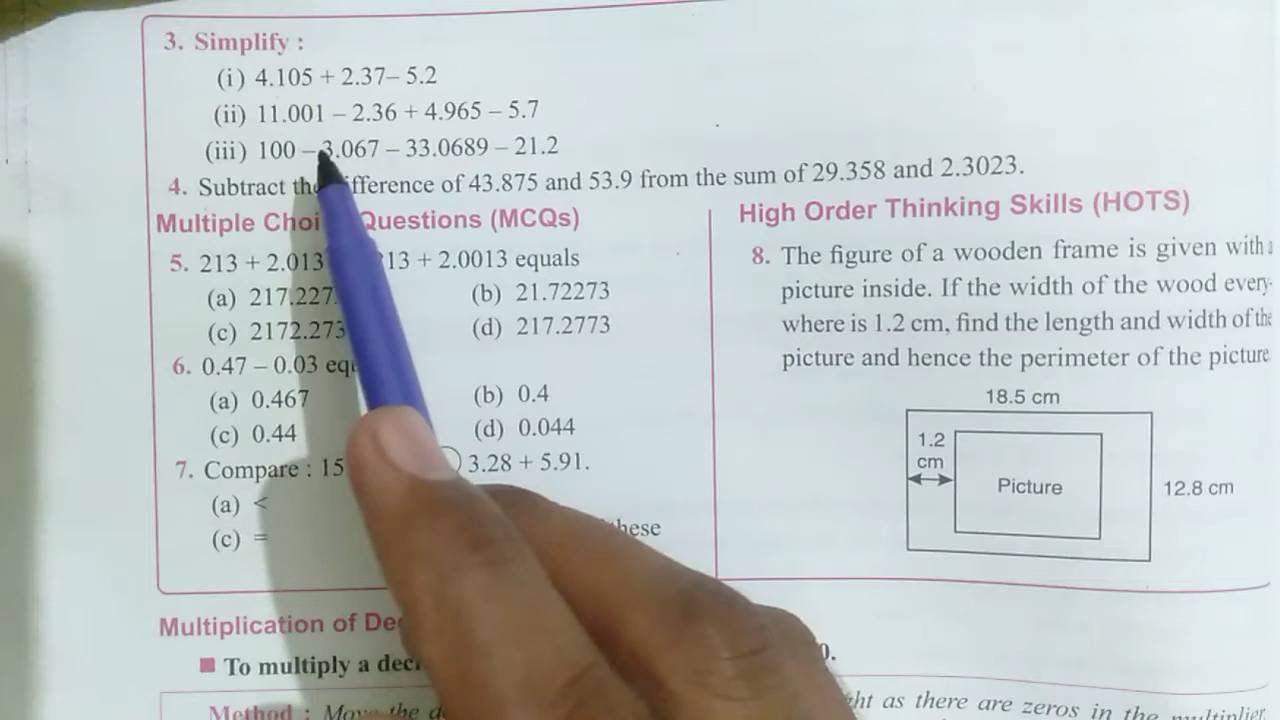 3. Simplify :
(i) 4.105 + 2.37– 5.2
(ii) 11.001 – 2.36 + 4.965 – 5.7
(iii) 100 – 3.067 – 33.0689 – 21.2
4. Subtract the difference of 43.875 and 53.9 from the sum of 29.358 and 2.3023.
Multiple Choice Questions (MCQs)
5. 213 + 2.013 13 + 2.0013 equals
(a) 217.227
(b) 21.72273
(c) 2172.273
(d) 217.2773
6. 0.47 – 0.03
(a) 0.467
(b) 0.4
(c) 0.44
(d) 0.044
7. Compare : 15 3.28 + 5.91.
(a) <
(c) =
High Order Thinking Skills (HOTS)
8. The figure of a wooden frame is given with
picture inside. If the width of the wood every-
where is 1.2 cm, find the length and width of the
picture and hence the perimeter of the picture
18.5 cm
1.2
cm
Picture
12.8 cm
Multiplication of
■ To multiply a
0.
Method : Move the as there are zeros in the multiplier